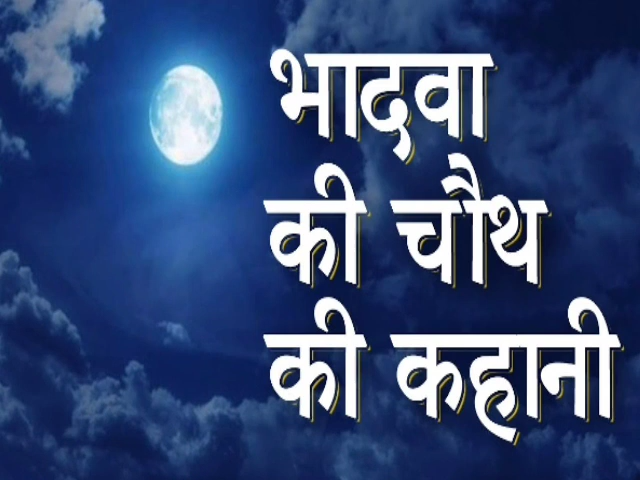 भादवा
की चौथ
की कहानी